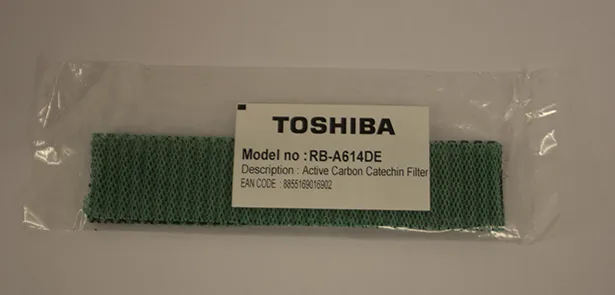 TOSHIBA
Model no : RB-A614DE
Description : Active Carbon Catechin Filter
EAN CODE : 8855169016902